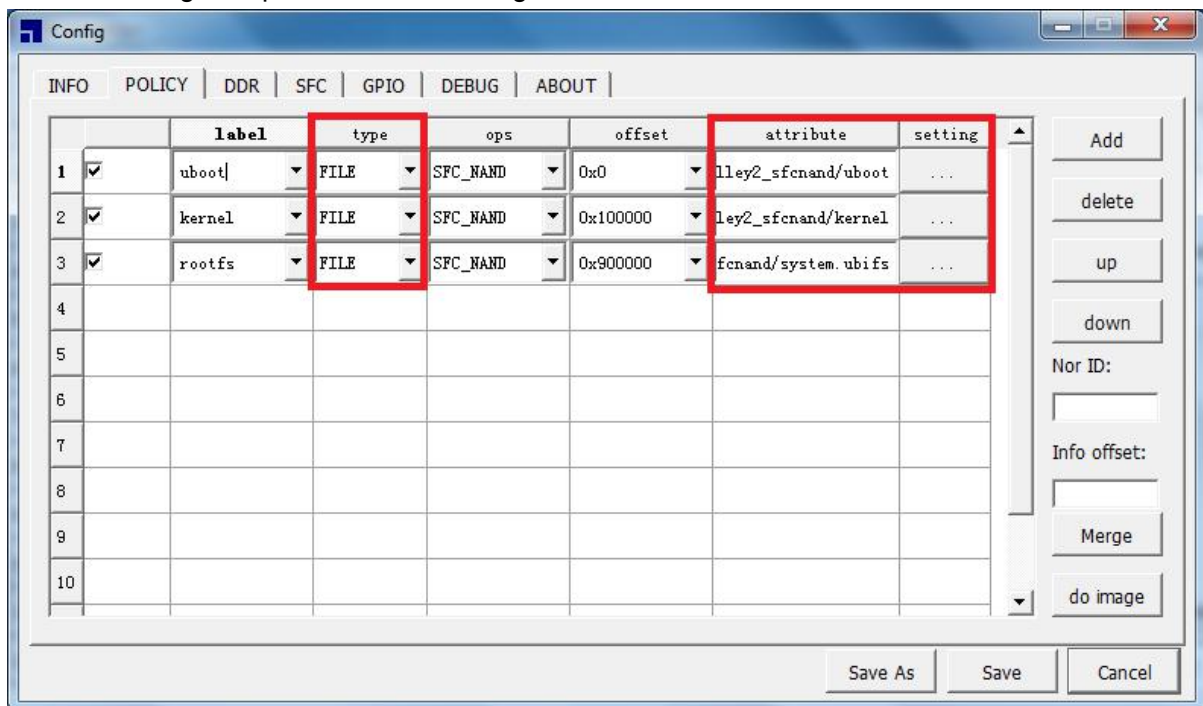 Config
INFO POLICY DDR SFC GPIO DEBUG ABOUT
label type ops offset attribute setting
1 uboot FILE SFC_NAND 0x0 lley2_sfcnand/uboot ...
2 kernel FILE SFC_NAND 0x100000 ley2_sfcnand/kernel ...
3 rootfs FILE SFC_NAND 0x900000 fcnand/system.ubifs ...
4
5
6
7
8
9
10
Add
delete
up
down
Nor ID:
Info offset:
Merge
do image
Save As Save Cancel